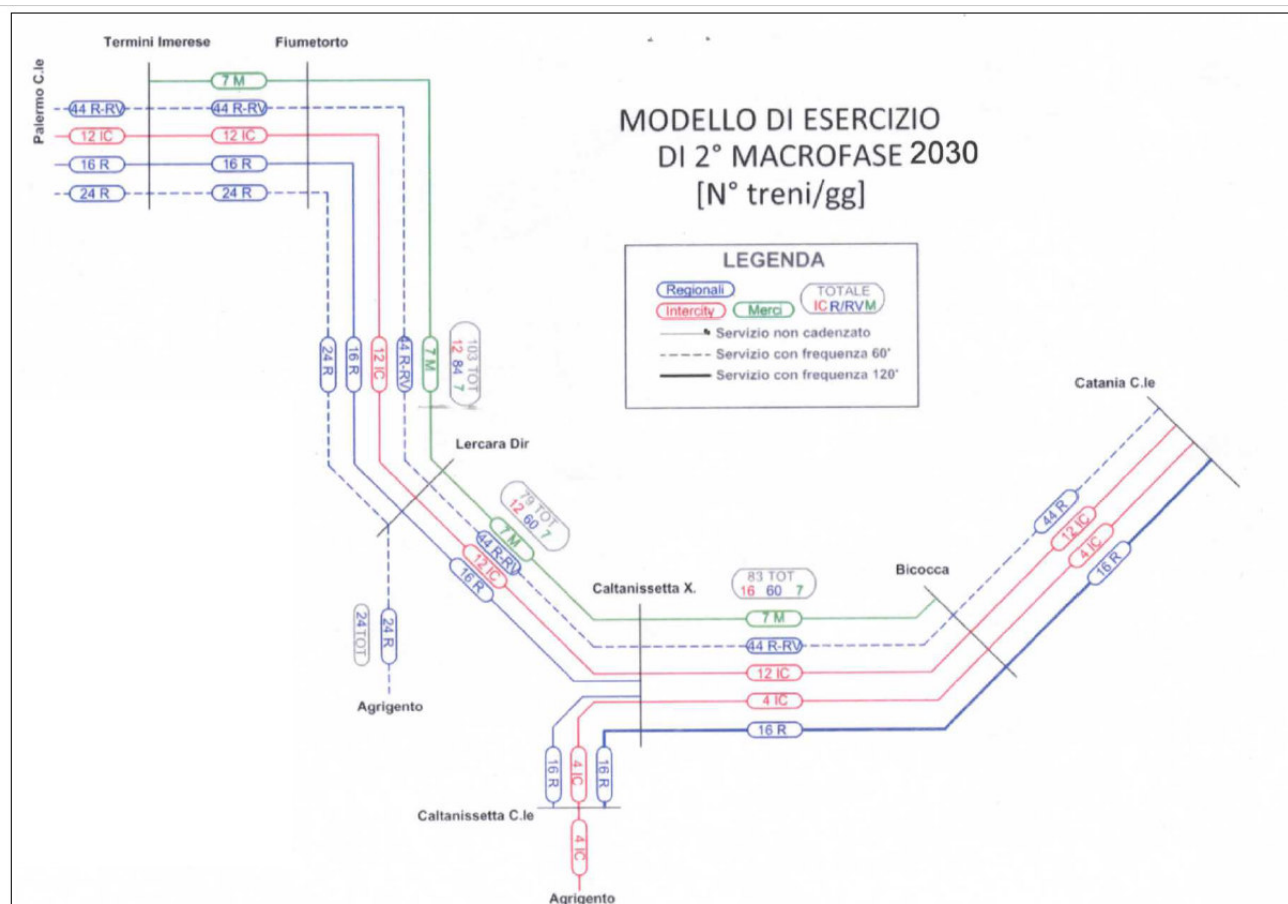 Termini Imerese
Fiumetorto
Palermo C.le
7 M
44 R-RV
44 R-RV
12 IC
12 IC
16 R
16 R
24 R
24 R
MODELLO DI ESERCIZIO
DI 2° MACROFASE 2030
[N° treni/gg]
LEGENDA
Regionali
Intercity
Merci
TOTALE
IC R/RV M
Servizio non cadenzato
Servizio con frequenza 60'
Servizio con frequenza 120'
24 R
16 R
12 IC
44 R-RV
7 M
103 TOT
12 84 7
Lercara Dir
79 TOT
12 60 7
7 M
44 R-RV
12 IC
16 R
24 TOT
24 R
Agrigento
Caltanissetta X.
83 TOT
16 60 7
7 M
44 R-RV
12 IC
4 IC
16 R
Bicocca
Catania C.le
44 R
12 IC
4 IC
16 R
16 R
4 IC
16 R
Caltanissetta C.le
4 IC
Agrigento